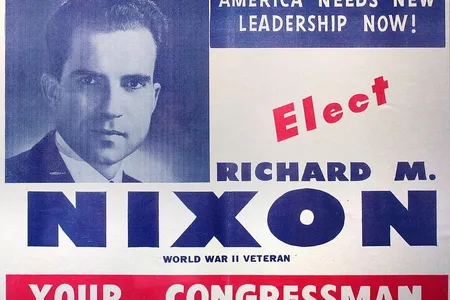 AMERICA NEEDS NEW
LEADERSHIP NOW!
Elect
RICHARD M.
NIXON
WORLD WAR II VETERAN
YOUR CONGRESSMAN